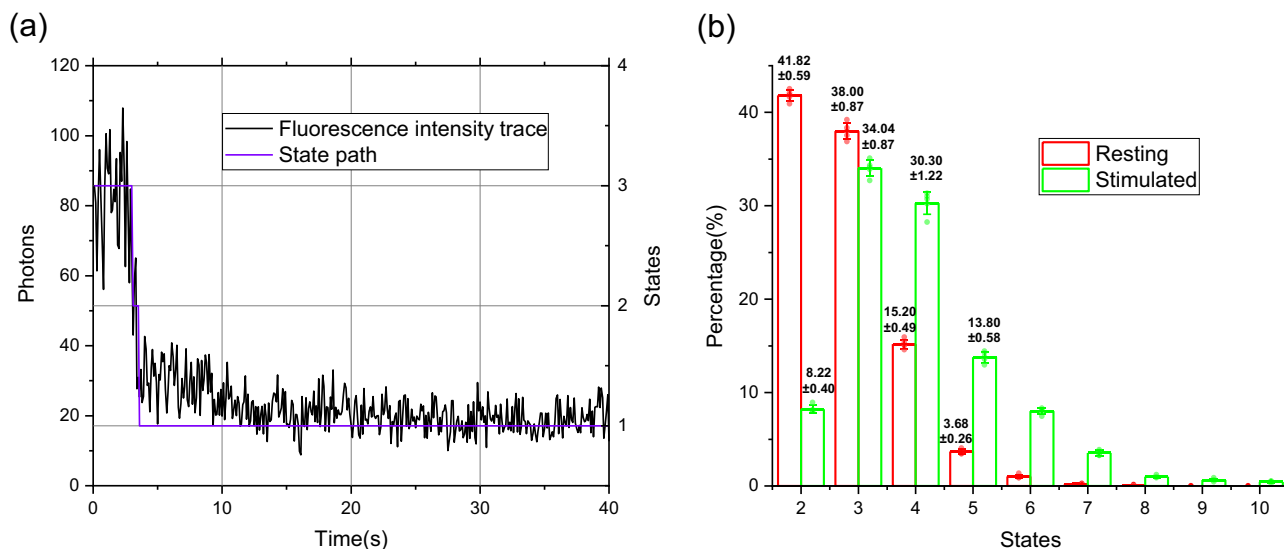 (a)
120
100
80
60
40
20
0
Photons
0 10 20 30 40
Time(s)
4
3
2
1
States
Fluorescence intensity trace
State path
(b)
40
30
20
10
0
Percentage(%)
41.82
±0.59
38.00
±0.87
34.04
±0.87
30.30
±1.22
15.20
±0.49
13.80
±0.58
8.22
±0.40
3.68
±0.26
Resting
Stimulated
2 3 4 5 6 7 8 9 10
States